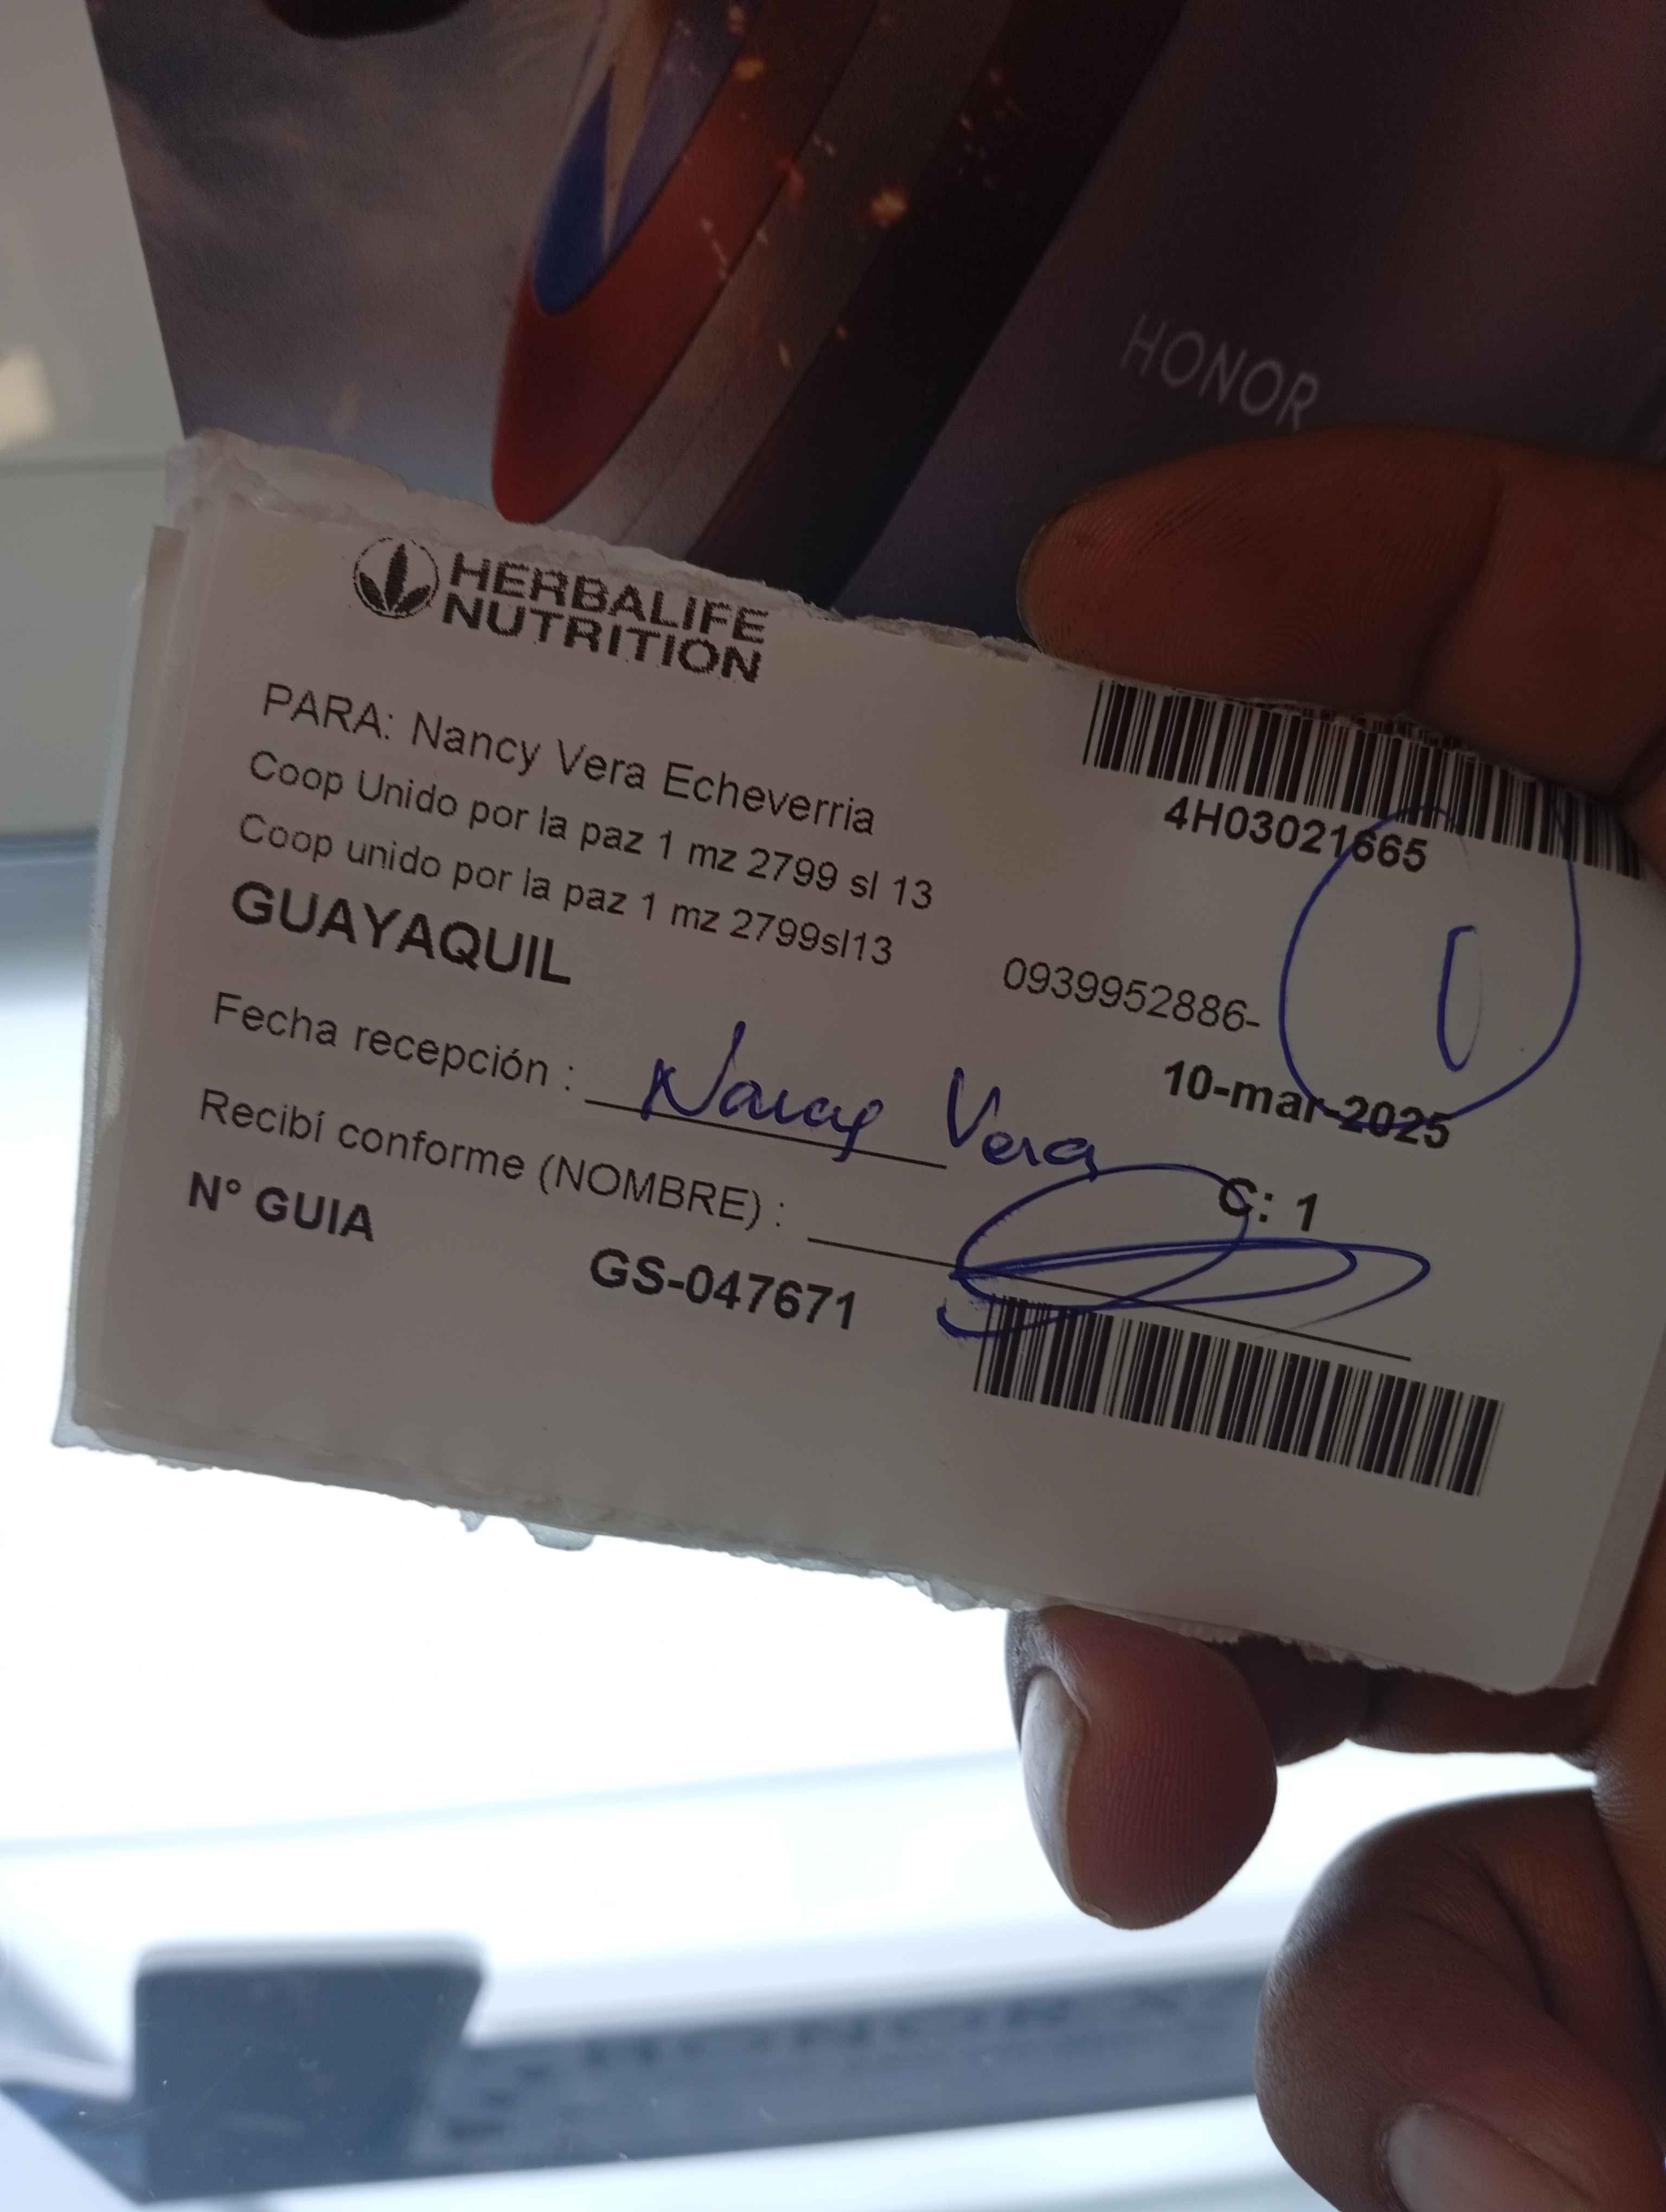 HONOR
HERBALIFE
NUTRITION
4H03021665
PARA: Nancy Vera Echeverria
Coop Unido por la paz 1 mz 2799 sl 13
Coop unido por la paz 1 mz 2799sl13
GUAYAQUIL
0939952886-
Fecha recepción : Nancy Vera
10-mar-2025
Recibí conforme (NOMBRE) :
C: 1
N° GUIA
GS-047671